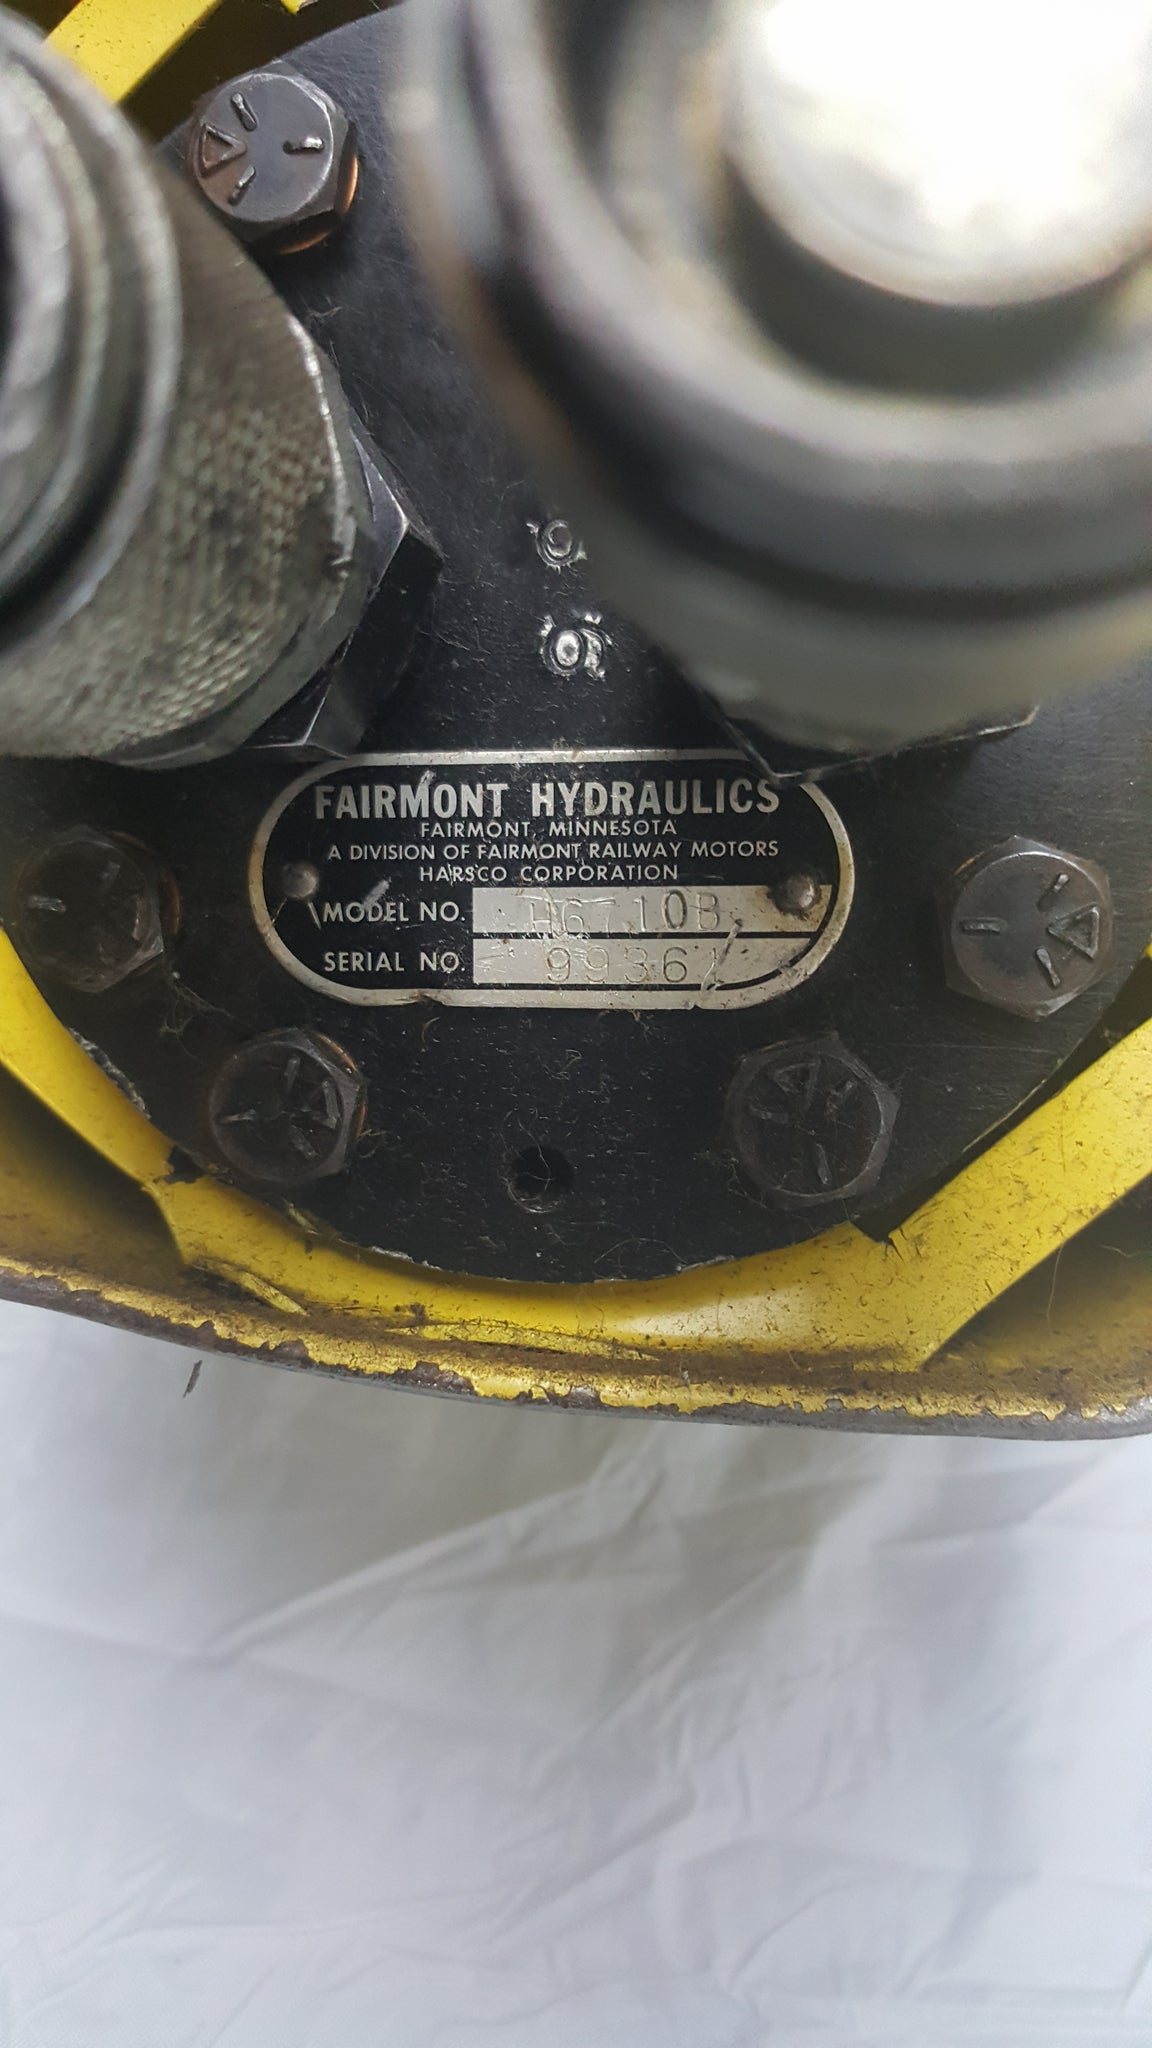 FAIRMONT HYDRAULICS
FAIRMONT, MINNESOTA
A DIVISION OF FAIRMONT RAILWAY MOTORS
HARSCO CORPORATION
MODEL NO. H6710B
SERIAL NO. 99361